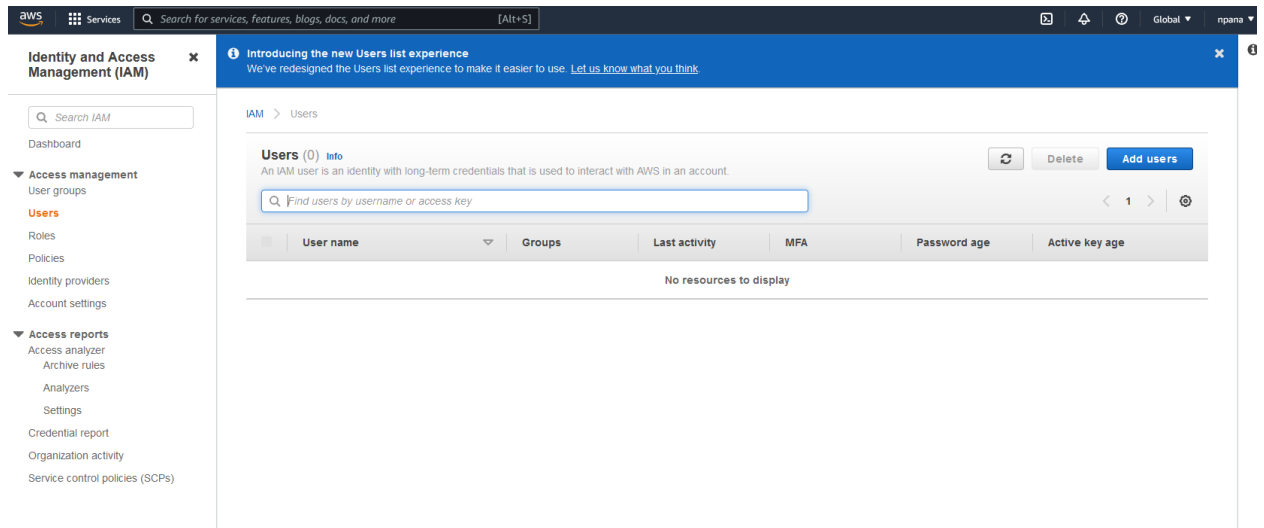 aws Services Search for services, features, blogs, docs, and more [Alt+S] Global npana
Identity and Access
Management (IAM)
Search IAM
Dashboard
Access management
User groups
Users
Roles
Policies
Identity providers
Account settings
Access reports
Access analyzer
Archive rules
Analyzers
Settings
Credential report
Organization activity
Service control policies (SCPs)
Introducing the new Users list experience
We've redesigned the Users list experience to make it easier to use. Let us know what you think.
IAM > Users
Users (0) Info
An IAM user is an identity with long-term credentials that is used to interact with AWS in an account.
Delete
Add users
Find users by username or access key
1
User name Groups Last activity MFA Password age Active key age
No resources to display